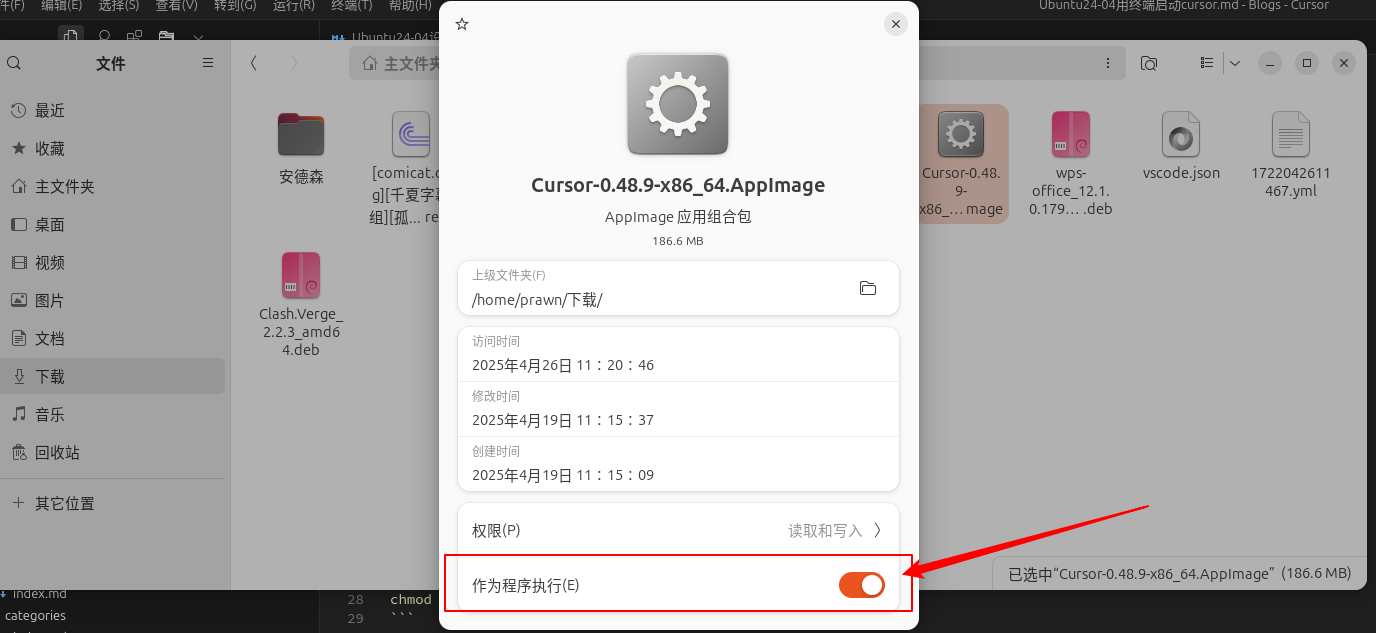 件(F) 编辑(E) 选择(S) 查看(V) 转到(G) 运行(R) 终端(T) 帮助(H)
Ubuntu24-04用终端启动cursor.md - Blogs - Cursor
文件
主文件夹
最近
收藏
主文件夹
桌面
视频
图片
文档
下载
音乐
回收站
其它位置
安德森
[comicat.
g][千夏字幕
组][孤... re
Clash.Verge_
2.2.3_amd6
4.deb
Cursor-0.48.
9-
x86_... mage
wps-
office_12.1.
0.179... .deb
vscode.json
1722042611
467.yml
Cursor-0.48.9-x86_64.AppImage
AppImage 应用组合包
186.6 MB
上级文件夹(F)
/home/prawn/下载/
访问时间
2025年4月26日 11：20：46
修改时间
2025年4月19日 11：15：37
创建时间
2025年4月19日 11：15：09
权限(P) 读取和写入
作为程序执行(E)
已选中“Cursor-0.48.9-x86_64.AppImage” (186.6 MB)
index.md
categories
28 chmod
29 ```